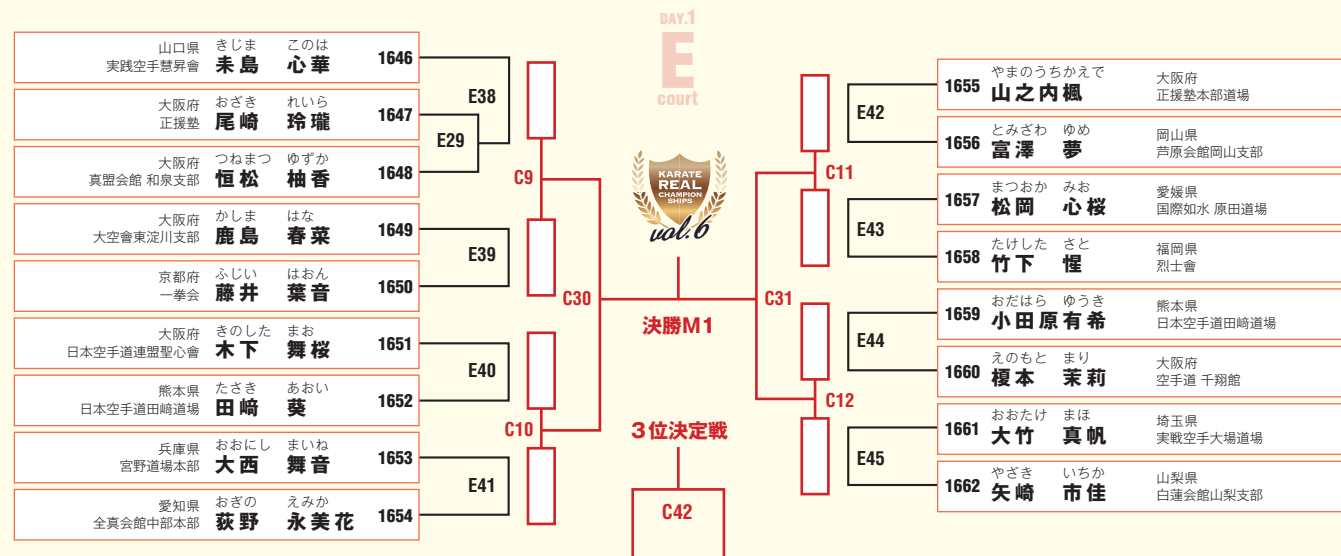 DAY.1
E
court
山口県 きじま このは
実践空手慧昇會 耒島 心華 1646
大阪府 おざき れいら
正援塾 尾崎 玲瓏 1647
大阪府 つねまつ ゆずか
真盟会館 和泉支部 恒松 柚香 1648
大阪府 かしま はな
大空會東淀川支部 鹿島 春菜 1649
京都府 ふじい はおん
一拳会 藤井 葉音 1650
大阪府 きのした まお
日本空手道連盟聖心會 木下 舞桜 1651
熊本県 たさき あおい
日本空手道田﨑道場 田﨑 葵 1652
兵庫県 おおにし まいね
宮野道場本部 大西 舞音 1653
愛知県 おぎの えみか
全真会館中部本部 荻野 永美花 1654
E38
E29
E39
E40
E41
C9
C10
C30
KARATE
REAL
CHAMPION
SHIPS
vol.6
決勝M1
3位決定戦
C42
C31
C11
C12
E42
E43
E44
E45
やまのうちかえで 大阪府
1655 山之内楓 正援塾本部道場
とみざわ ゆめ 岡山県
1656 富澤 夢 芦原会館岡山支部
まつおか みお 愛媛県
1657 松岡 心桜 国際如水 原田道場
たけした さと 福岡県
1658 竹下 惺 烈士會
おだはら ゆうき 熊本県
1659 小田原有希 日本空手道田﨑道場
えのもと まり 大阪府
1660 榎本 茉莉 空手道 千翔館
おおたけ まほ 埼玉県
1661 大竹 真帆 実戦空手大場道場
やざき いちか 山梨県
1662 矢崎 市佳 白蓮会館山梨支部